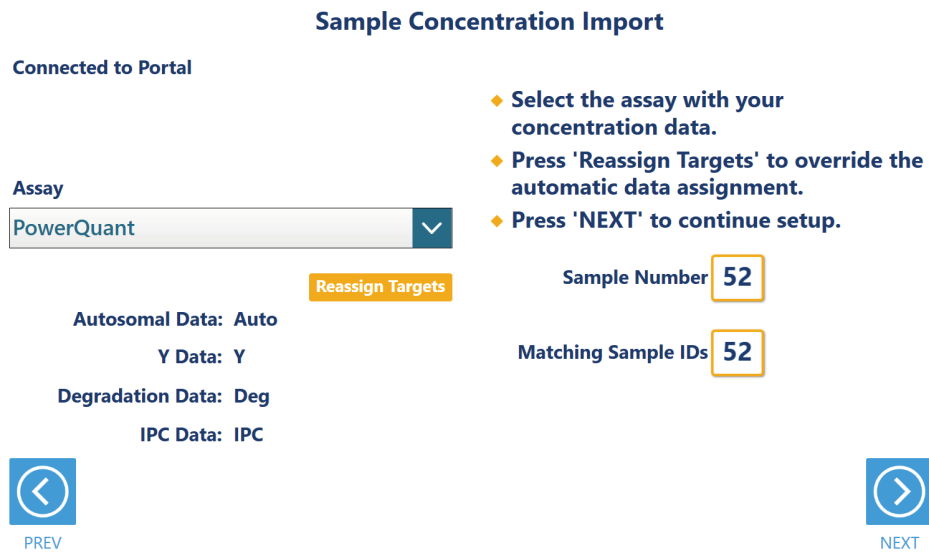 Sample Concentration Import
Connected to Portal
◆ Select the assay with your
concentration data.
◆ Press 'Reassign Targets' to override the
automatic data assignment.
◆ Press 'NEXT' to continue setup.
Assay
PowerQuant
Reassign Targets
Autosomal Data: Auto
Y Data: Y
Degradation Data: Deg
IPC Data: IPC
Sample Number 52
Matching Sample IDs 52
PREV
NEXT